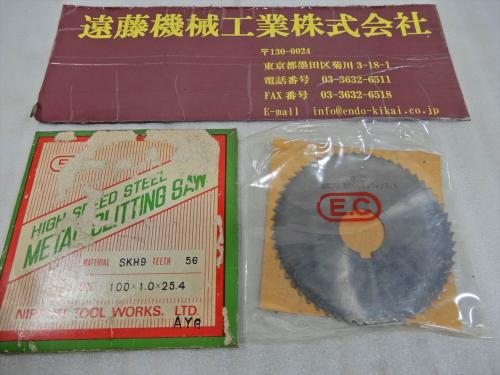 遠藤機械工業株式会社
〒130-0024
東京都墨田区菊川3-18-1
電話番号 03-3632-6511
FAX番号 03-3632-6518
E-mail info@endo-kikai.co.jp
E.C
HIGH SPEED STEEL
METAL SLITTING SAW
MATERIAL SKH9 TEETH 56
100×1.0×25.4
TOOL WORKS. LTD.
E.C